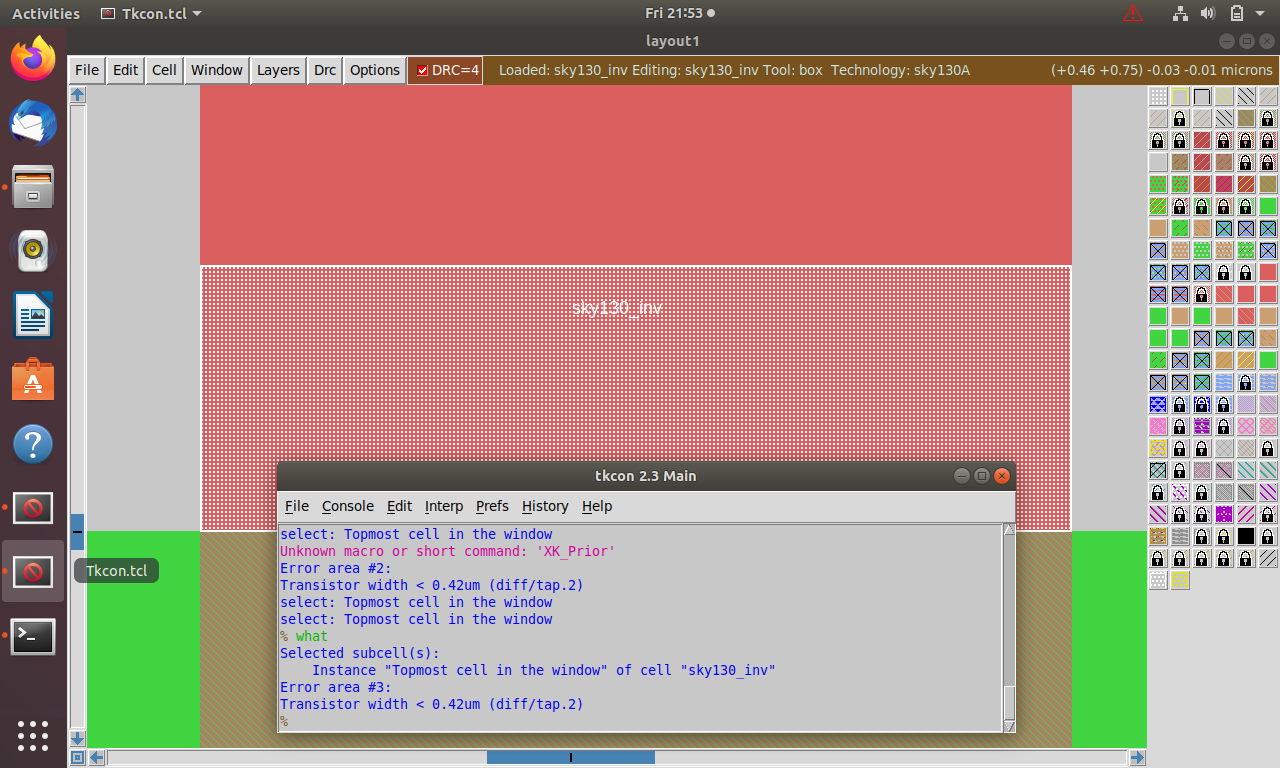 Activities Tkcon.tcl Fri 21:53
layout1
File Edit Cell Window Layers Drc Options DRC=4 Loaded: sky130_inv Editing: sky130_inv Tool: box Technology: sky130A (+0.46 +0.75) -0.03 -0.01 microns
sky130_inv
tkcon 2.3 Main
File Console Edit Interp Prefs History Help
select: Topmost cell in the window
Unknown macro or short command: 'XK_Prior'
Error area #2:
Transistor width < 0.42um (diff/tap.2)
select: Topmost cell in the window
select: Topmost cell in the window
% what
Selected subcell(s):
Instance "Topmost cell in the window" of cell "sky130_inv"
Error area #3:
Transistor width < 0.42um (diff/tap.2)
%
Tkcon.tcl